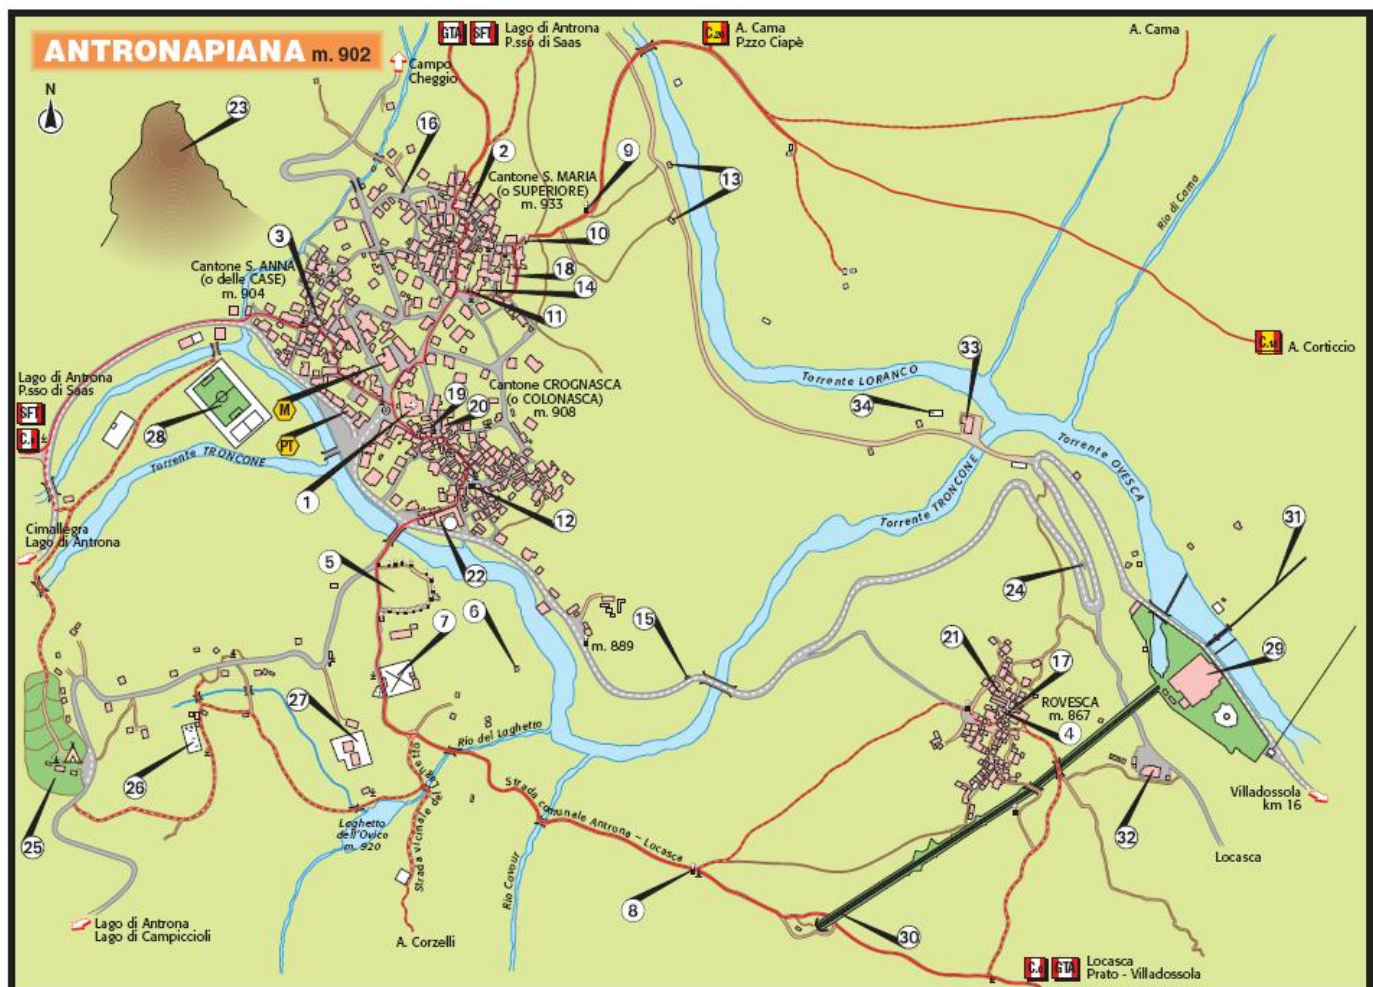 ANTRONAPIANA m. 902
N
Campo
Cheggio
GTA
SFT
Lago di Antrona
P.sso di Saas
C.20
A. Cama
P.zzo Ciapè
A. Cama
23
16
2
9
13
Cantone S. MARIA
(o SUPERIORE)
m. 933
Rio di Cama
3
10
18
14
11
Cantone S. ANNA
(o delle CASE)
m. 904
A. Corticcio
Lago di Antrona
P.sso di Saas
SFT
Torrente LORANCO
33
34
Cantone CROGNASCA
(o COLONASCA)
m. 908
19
20
M
PT
28
Torrente TRONCONE
1
12
Torrente OVESCA
Torrente TRONCONE
31
Cimallegra
Lago di Antrona
5
22
6
7
15
24
m. 889
21
17
29
ROVESCA
m. 867
4
27
Rio del Laghetto
26
Strada vicinale del Laghetto
Strada comunale Antrona - Locasca
Villadossola
km 16
25
Laghetto
dell'Ovico
m. 920
32
Locasca
Rio Cavour
8
30
Lago di Antrona
Lago di Campiccioli
A. Corzelli
GTA
Locasca
Prato - Villadossola